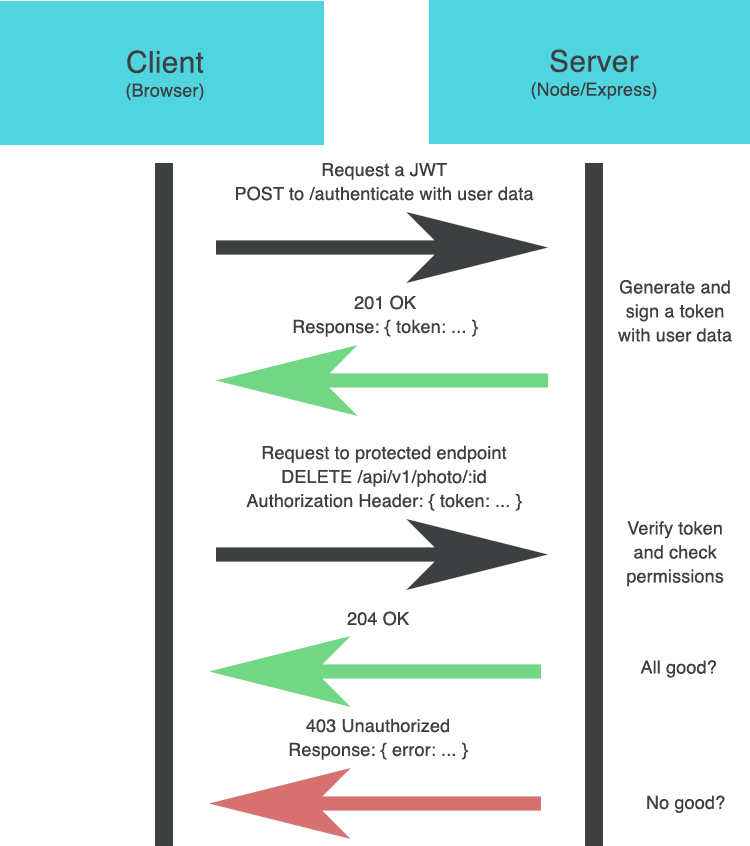 Client
(Browser)
Server
(Node/Express)
Request a JWT
POST to /authenticate with user data
Generate and
sign a token
with user data
201 OK
Response: { token: ... }
Request to protected endpoint
DELETE /api/v1/photo/:id
Authorization Header: { token: ... }
Verify token
and check
permissions
204 OK
All good?
403 Unauthorized
Response: { error: ... }
No good?